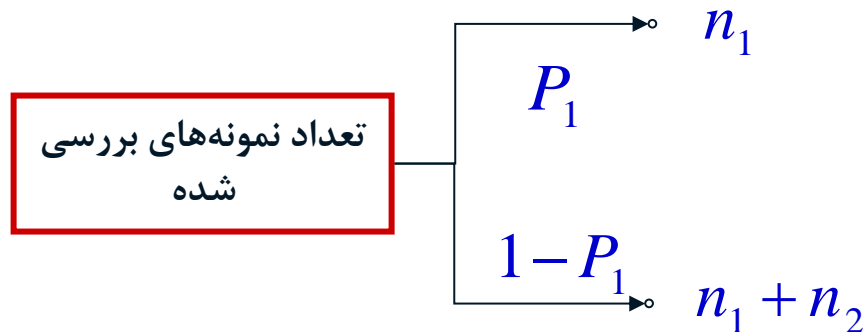 n₁
P₁
تعداد نمونه‌های بررسی
شده
1 − P₁
n₁ + n₂